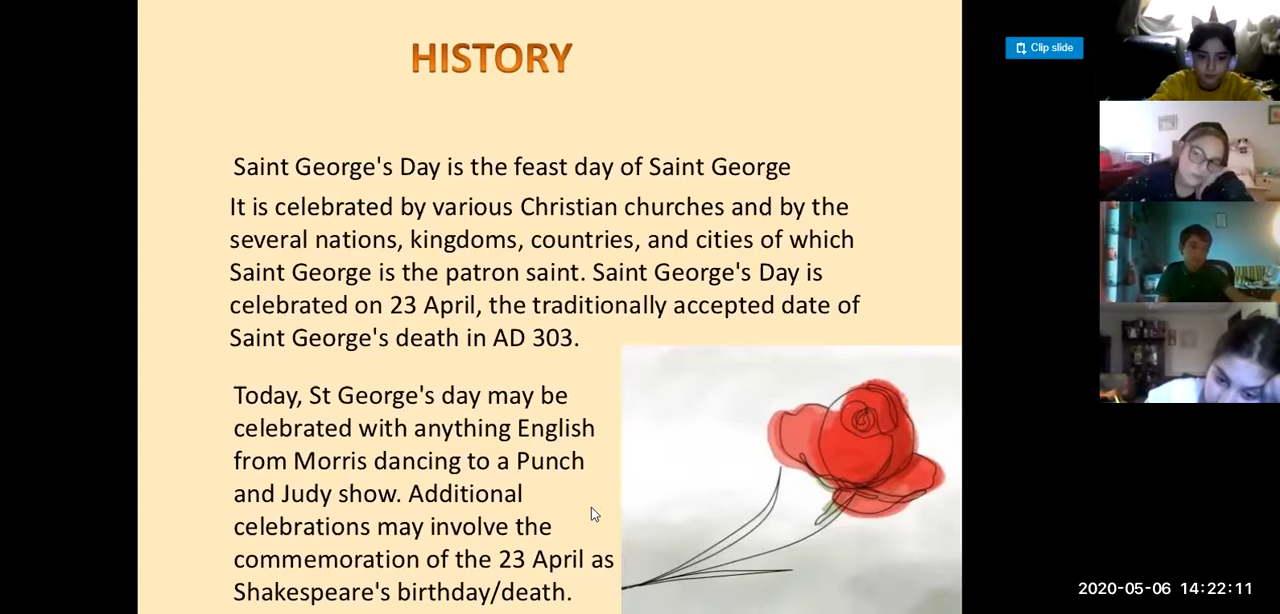 HISTORY
Clip slide
Saint George's Day is the feast day of Saint George
It is celebrated by various Christian churches and by the
several nations, kingdoms, countries, and cities of which
Saint George is the patron saint. Saint George's Day is
celebrated on 23 April, the traditionally accepted date of
Saint George's death in AD 303.
Today, St George's day may be
celebrated with anything English
from Morris dancing to a Punch
and Judy show. Additional
celebrations may involve the
commemoration of the 23 April as
Shakespeare's birthday/death.
2020-05-06 14:22:11